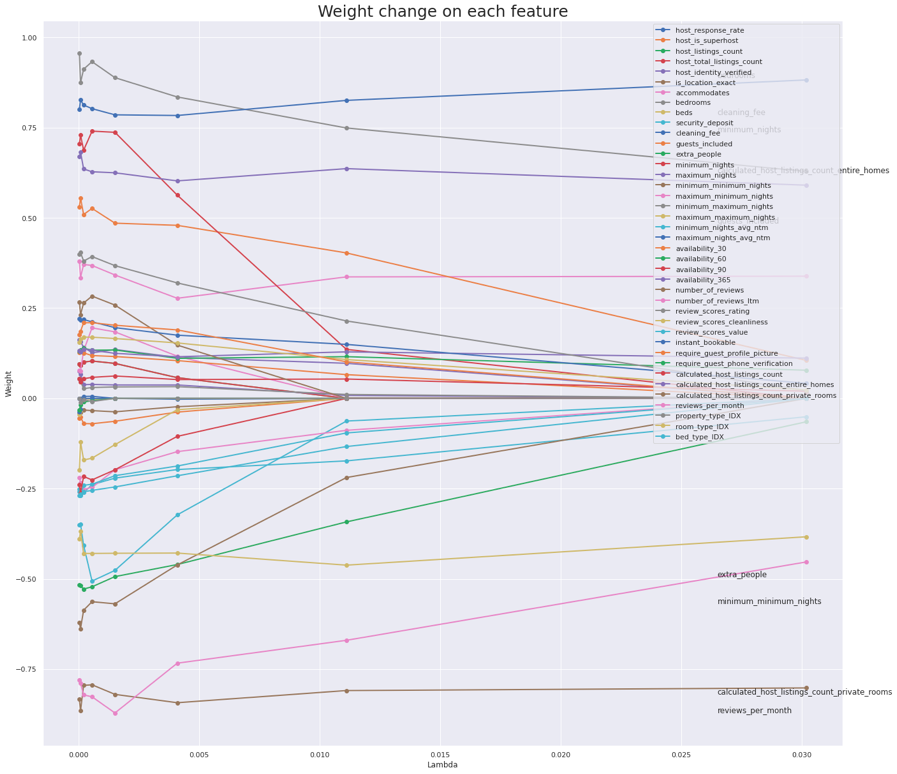 Weight change on each feature
1.00
0.75
0.50
0.25
0.00
−0.25
−0.50
−0.75
Weight
0.000
0.005
0.010
0.015
0.020
0.025
0.030
Lambda
host_response_rate
host_is_superhost
host_listings_count
host_total_listings_count
host_identity_verified
is_location_exact
accommodates
bedrooms
beds
security_deposit
cleaning_fee
guests_included
extra_people
minimum_nights
maximum_nights
minimum_minimum_nights
maximum_minimum_nights
minimum_maximum_nights
maximum_maximum_nights
minimum_nights_avg_ntm
maximum_nights_avg_ntm
availability_30
availability_60
availability_90
availability_365
number_of_reviews
number_of_reviews_ltm
review_scores_rating
review_scores_cleanliness
review_scores_value
instant_bookable
require_guest_profile_picture
require_guest_phone_verification
calculated_host_listings_count
calculated_host_listings_count_entire_homes
calculated_host_listings_count_private_rooms
reviews_per_month
property_type_IDX
room_type_IDX
bed_type_IDX
cleaning_fee
minimum_nights
calculated_host_listings_count_entire_homes
extra_people
minimum_minimum_nights
calculated_host_listings_count_private_rooms
reviews_per_month